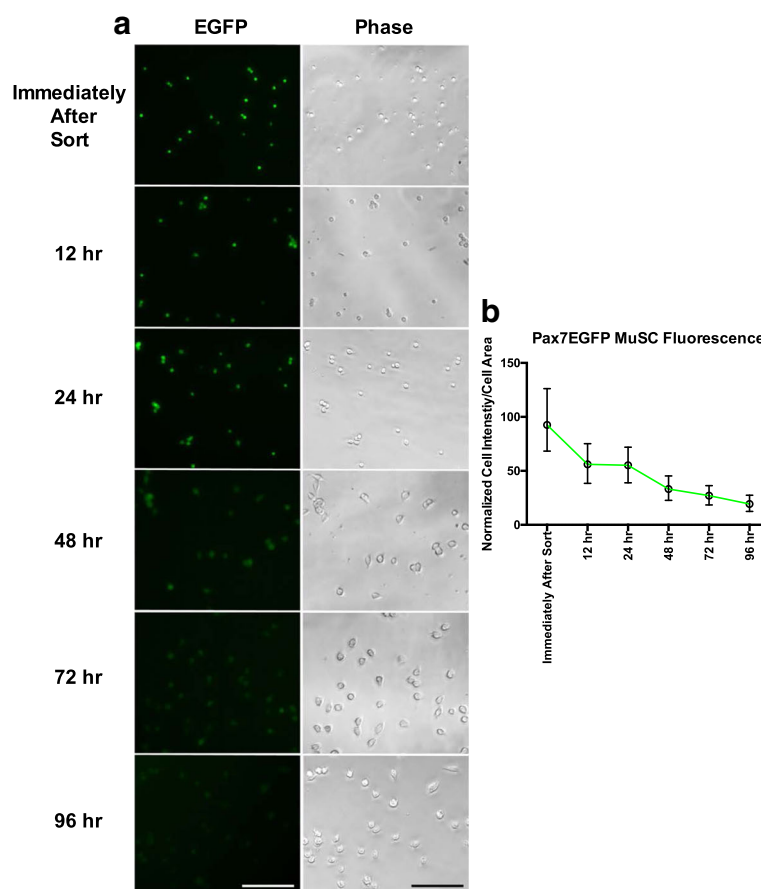 a
EGFP
Phase
Immediately
After
Sort
12 hr
24 hr
48 hr
72 hr
96 hr
b
Pax7EGFP MuSC Fluorescence
Normalized Cell Intenstiy/Cell Area
150
100
50
0
Immediately After Sort
12 hr
24 hr
48 hr
72 hr
96 hr